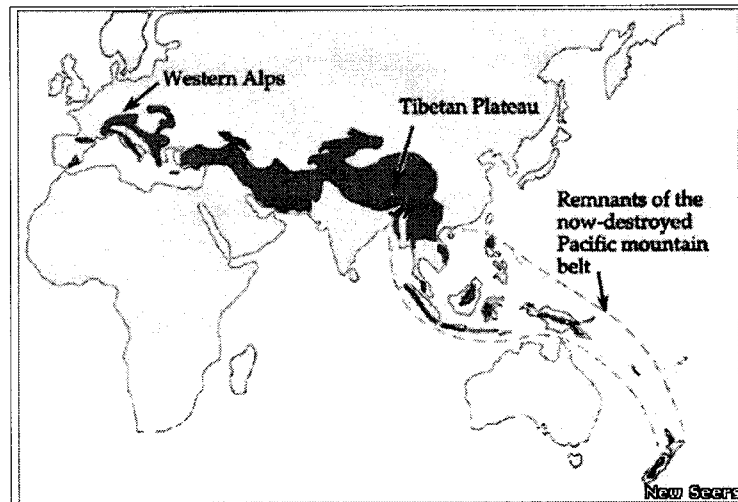 Western Alps
Tibetan Plateau
Remnants of the
now-destroyed
Pacific mountain
belt
New Seers